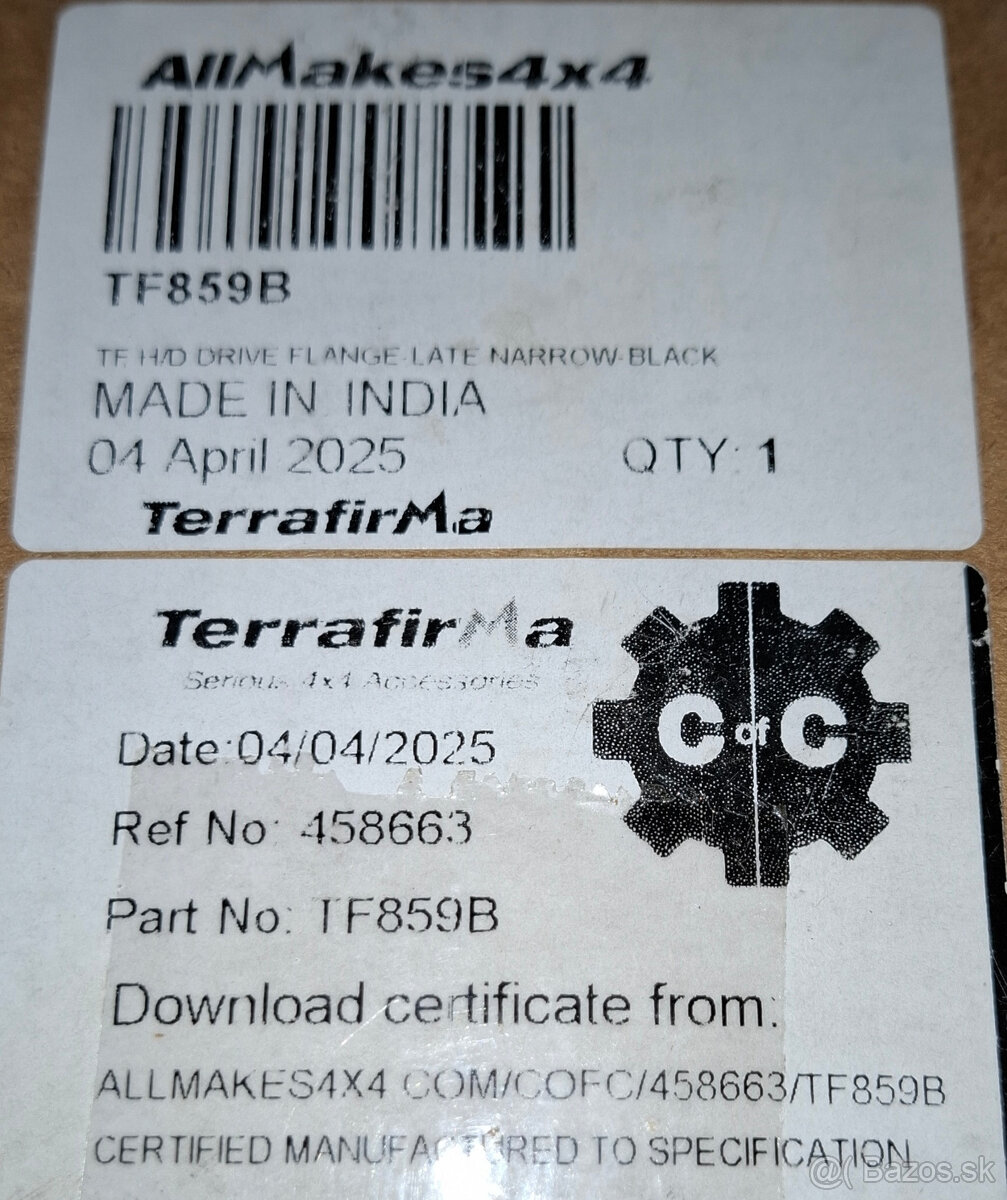 AllMakes4x4
TF859B
TF H/D DRIVE FLANGE-LATE NARROW-BLACK
MADE IN INDIA
04 April 2025 QTY: 1
TerrafirMa
TerrafirMa
Serious 4x4 Accessories
C of C
Date:04/04/2025
Ref No: 458663
Part No: TF859B
Download certificate from:
ALLMAKES4X4.COM/COFC/458663/TF859B
CERTIFIED MANUFACTURED TO SPECIFICATION
@( Bazos.sk